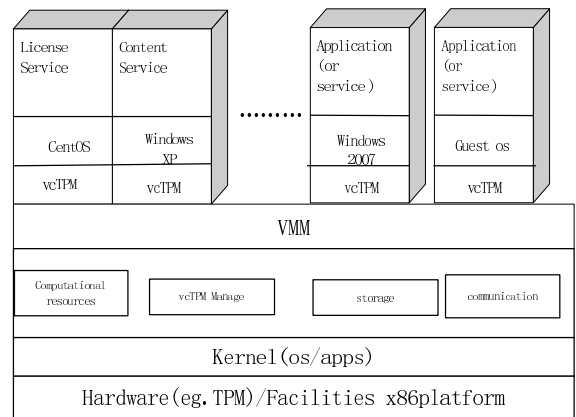 License
Service
Content
Service
Application
(or
service)
Application
(or
service)
.........
CentOS
Windows
XP
Windows
2007
Guest os
vcTPM
vcTPM
vcTPM
vcTPM
VMM
Computational
resources
vcTPM Manage
storage
communication
Kernel(os/apps)
Hardware(eg.TPM)/Facilities x86platform